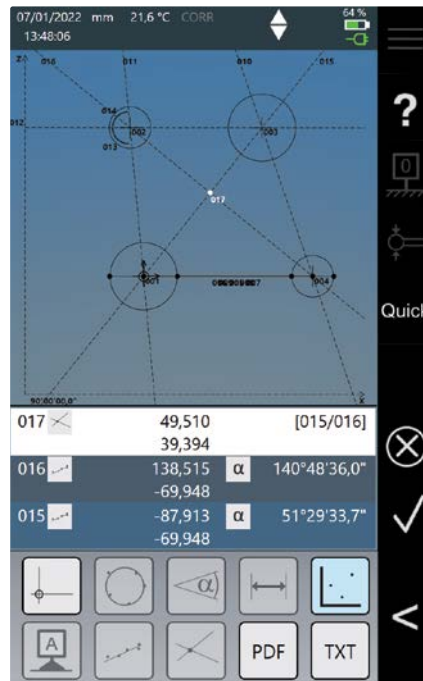 07/01/2022 mm 21,6 °C CORR 64 %
13:48:06
Z 016 011 010 015
014
012 002 003
013
017
001 004
90°00'00,0" X
017 49,510 [015/016]
39,394
016 138,515 α 140°48'36,0"
-69,948
015 -87,913 α 51°29'33,7"
-69,948
α
A PDF TXT
?
0
Quick
<